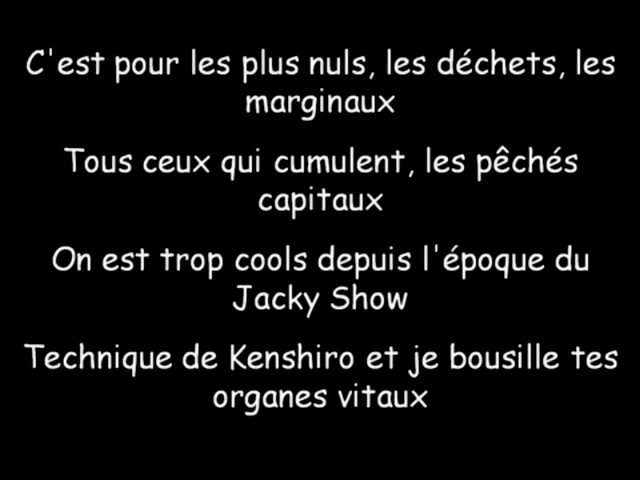 C'est pour les plus nuls, les déchets, les
marginaux
Tous ceux qui cumulent, les pêchés
capitaux
On est trop cools depuis l'époque du
Jacky Show
Technique de Kenshiro et je bousille tes
organes vitaux